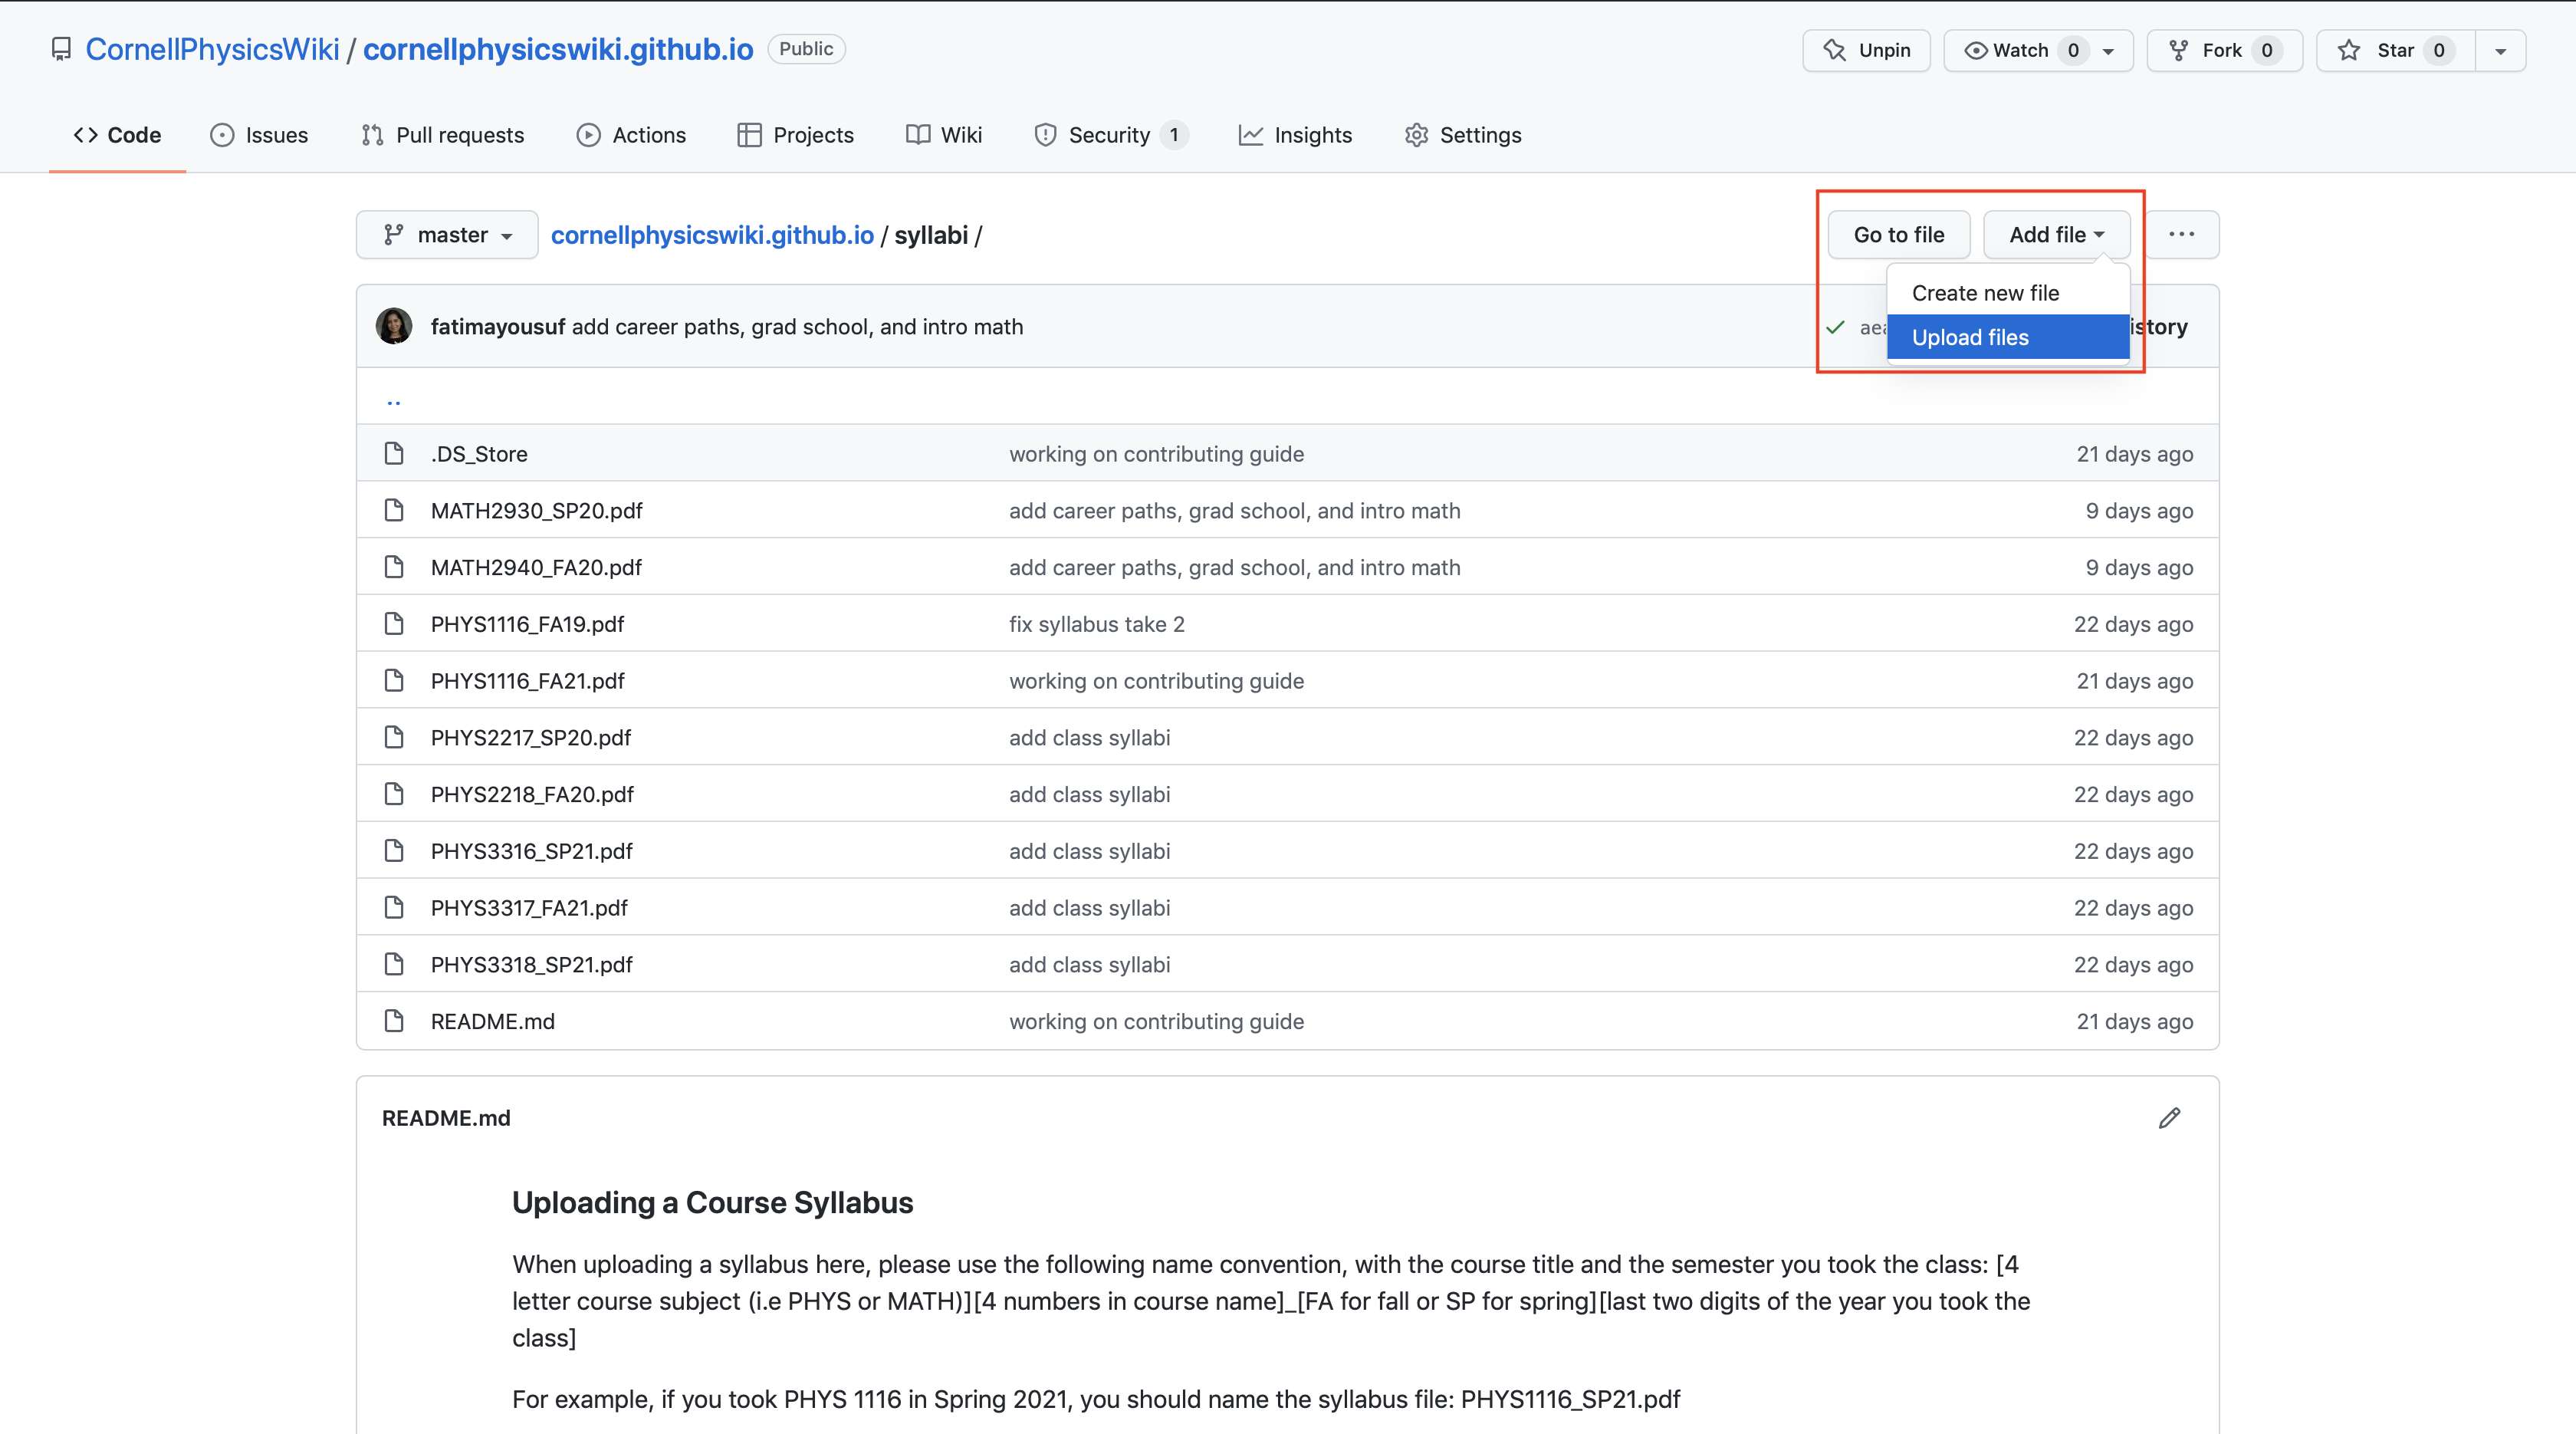 CornellPhysicsWiki / cornellphysicswiki.github.io Public Unpin Watch 0 Fork 0 Star 0
Code Issues Pull requests Actions Projects Wiki Security 1 Insights Settings
master cornellphysicswiki.github.io / syllabi / Go to file Add file ...
Create new file
fatimayousuf add career paths, grad school, and intro math
Upload files
..
.DS_Store working on contributing guide 21 days ago
MATH2930_SP20.pdf add career paths, grad school, and intro math 9 days ago
MATH2940_FA20.pdf add career paths, grad school, and intro math 9 days ago
PHYS1116_FA19.pdf fix syllabus take 2 22 days ago
PHYS1116_FA21.pdf working on contributing guide 21 days ago
PHYS2217_SP20.pdf add class syllabi 22 days ago
PHYS2218_FA20.pdf add class syllabi 22 days ago
PHYS3316_SP21.pdf add class syllabi 22 days ago
PHYS3317_FA21.pdf add class syllabi 22 days ago
PHYS3318_SP21.pdf add class syllabi 22 days ago
README.md working on contributing guide 21 days ago
README.md
Uploading a Course Syllabus
When uploading a syllabus here, please use the following name convention, with the course title and the semester you took the class: [4
letter course subject (i.e PHYS or MATH)][4 numbers in course name]_[FA for fall or SP for spring][last two digits of the year you took the
class]
For example, if you took PHYS 1116 in Spring 2021, you should name the syllabus file: PHYS1116_SP21.pdf